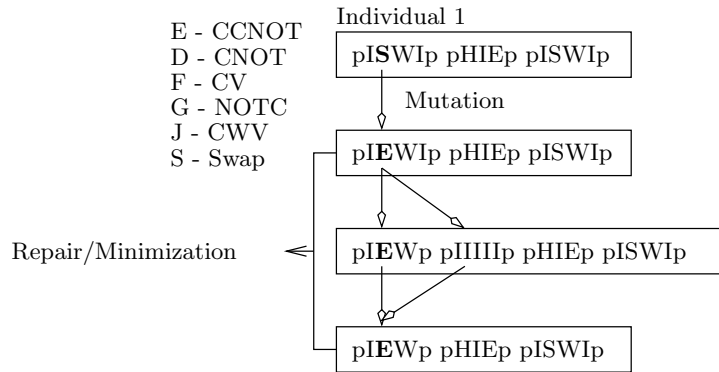 Individual 1
E - CCNOT
D - CNOT
F - CV
G - NOTC
J - CWV
S - Swap
pISWIp pHIEp pISWIp
Mutation
pIEWIp pHIEp pISWIp
Repair/Minimization
pIEWp pIIIIIp pHIEp pISWIp
pIEWp pHIEp pISWIp